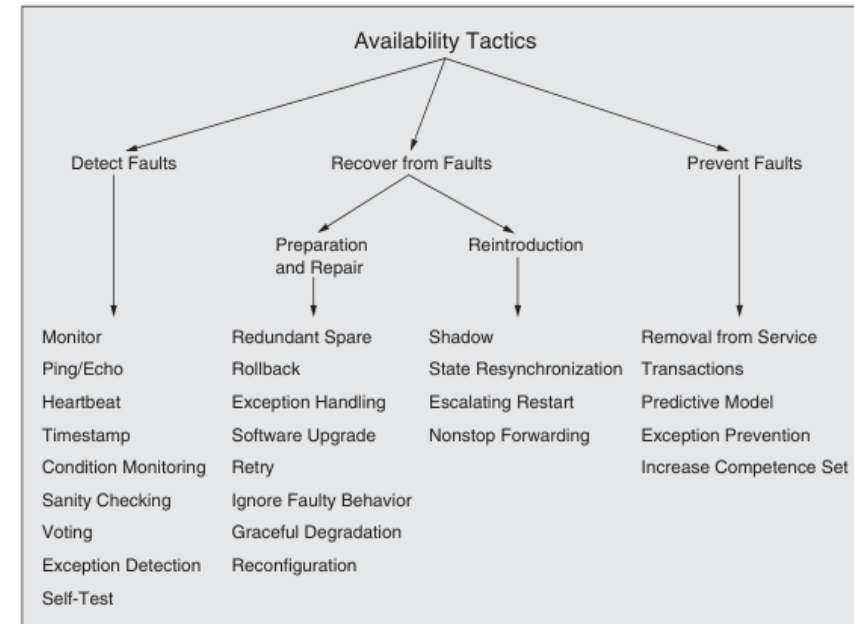 Availability Tactics
Detect Faults
Recover from Faults
Prevent Faults
Preparation
and Repair
Reintroduction
Monitor
Ping/Echo
Heartbeat
Timestamp
Condition Monitoring
Sanity Checking
Voting
Exception Detection
Self-Test
Redundant Spare
Rollback
Exception Handling
Software Upgrade
Retry
Ignore Faulty Behavior
Graceful Degradation
Reconfiguration
Shadow
State Resynchronization
Escalating Restart
Nonstop Forwarding
Removal from Service
Transactions
Predictive Model
Exception Prevention
Increase Competence Set